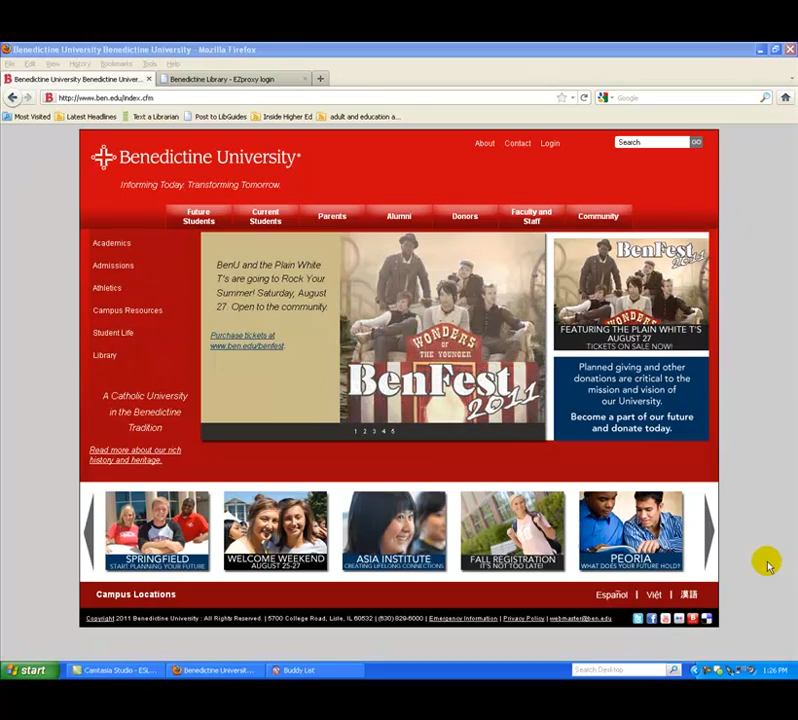 Benedictine University Benedictine University - Mozilla Firefox
File Edit View History Bookmarks Tools Help
Benedictine University Benedictine Univer...
Benedictine Library - EZproxy login
http://www.ben.edu/index.cfm
Google
Most Visited
Latest Headlines
Text a Librarian
Post to LibGuides
Inside Higher Ed
adult and education a...
Benedictine University
Informing Today. Transforming Tomorrow.
About
Contact
Login
Search
GO
Future Students
Current Students
Parents
Alumni
Donors
Faculty and Staff
Community
Academics
Admissions
Athletics
Campus Resources
Student Life
Library
A Catholic University
in the Benedictine
Tradition
Read more about our rich
history and heritage.
BenU and the Plain White
T's are going to Rock Your
Summer! Saturday, August
27. Open to the community.
Purchase tickets at
www.ben.edu/benfest.
WONDERS
OF THE
YOUNGER
BenFest
2011
1 2 3 4 5
BenFest
2011
FEATURING THE PLAIN WHITE T'S
AUGUST 27
TICKETS ON SALE NOW!
Planned giving and other
donations are critical to the
mission and vision of
our University.
Become a part of our future
and donate today.
SPRINGFIELD
START PLANNING YOUR FUTURE
WELCOME WEEKEND
AUGUST 25-27
ASIA INSTITUTE
CREATING LIFELONG CONNECTIONS
FALL REGISTRATION
IT'S NOT TOO LATE!
PEORIA
WHAT DOES YOUR FUTURE HOLD?
Campus Locations
Español | Việt | 漢語
Copyright 2011 Benedictine University : All Rights Reserved. | 5700 College Road, Lisle, IL 60532 | (630) 829-6000 | Emergency Information | Privacy Policy | webmaster@ben.edu
start
Camtasia Studio - ESL...
Benedictine Universit...
Buddy List
Search Desktop
1:26 PM